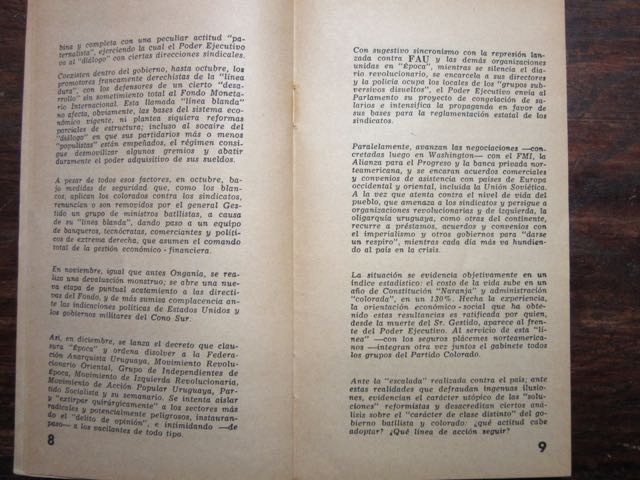 bina y completa con una peculiar actitud "pa-
ternalista", ejerciendo la cual el Poder Ejecutivo
va al "diálogo" con ciertas direcciones sindicales.
Coexisten dentro del gobierno, hasta octubre, los
promotores francamente derechistas de la "línea
dura", con los defensores de un cierto "desa-
rrollo" sin sometimiento total al Fondo Moneta-
rio Internacional. Esta llamada "línea blanda"
no afecta, obviamente, las bases del sistema eco-
nómico vigente, ni plantea siquiera reformas
parciales de estructura; incluso al socaire del
"diálogo" en que sus partidarios más o menos
"populistas" están empeñados, el régimen consi-
gue desmovilizar algunos gremios y abatir
duramente el poder adquisitivo de sus sueldos.
A pesar de todos esos factores, en octubre, ba-
jo medidas de seguridad que, como los blan-
cos, aplican los colorados contra los sindicatos,
renuncian o son removidos por el general Ges-
tido un grupo de ministros batllistas, a causa
de su "línea blanda", dando paso a un equipo
de banqueros, tecnócratas, comerciantes y políti-
cos de extrema derecha, que asumen el comando
total de la gestión económico - financiera.
En noviembre, igual que antes Onganía, se rea-
lizo una devaluación monstruo; se abre una nue-
va etapa de puntual acatamiento a las directi-
vas del Fondo, y de más sumisa complacencia an-
te las indicaciones políticas de Estados Unidos y
los gobiernos militares del Cono Sur.
Así, en diciembre, se lanza el decreto que clau-
sura "Epoca" y ordena disolver a la Federa-
ción Anarquista Uruguaya, Movimiento Revolu-
cionario Oriental, Grupo de Independientes de
Epoca, Movimiento de Izquierda Revolucionaria,
Movimiento de Acción Popular Uruguaya, Par-
tido Socialista y su semanario. Se intenta aislar
y "extirpar quirúrgicamente" a los sectores más
radicales y potencialmente peligrosos, instauran-
do el "delito de opinión", e intimidando —de
paso— a los vacilantes de todo tipo.
8
Con sugestivo sincronismo con la represión lan-
zada contra FAU y las demás organizaciones
unidas en "Epoca", mientras se silencia el dia-
rio revolucionario, se encarcela a sus directores
y la policía ocupa los locales de los "grupos sub-
versivos disueltos", el Poder Ejecutivo envía al
Parlamento su proyecto de congelación de sala-
rios e intensifica la propaganda en favor de
sus bases para la reglamentación estatal de los
sindicatos.
Paralelamente, avanzan las negociaciones —con-
cretadas luego en Washington— con el FMI, la
Alianza para el Progreso y la banca privada nor-
teamericana, y se encaran acuerdos comerciales
y convenios de asistencia con países de Europa
occidental y oriental, incluida la Unión Soviética.
A la vez que atenta contra el nivel de vida del
pueblo, que amenaza a los sindicatos y persigue a
organizaciones revolucionarias y de izquierda, la
oligarquía uruguaya, como otras del continente,
recurre a préstamos, acuerdos y convenios con
el imperialismo y otros gobiernos para "darse
un respiro", mientras cada día más va hundien-
do al país en la crisis.
La situación se evidencia objetivamente en un
índice estadístico: el costo de la vida sube en un
año de Constitución "Naranja" y administración
"colorada", en un 130%. Hecha la experiencia,
la orientación económico - social que ha obte-
nido estas resultancias es ratificada por quien,
desde la muerte del Sr. Gestido, aparece al fren-
te del Poder Ejecutivo. Al servicio de esta "lí-
nea" —con los seguros plácemes norteamerica-
nos— integran otra vez juntos el gabinete todos
los grupos del Partido Colorado.
Ante la "escalada" realizada contra el país; ante
estas realidades que defraudan ingenuas ilusio-
nes, evidencian el carácter utópico de las "solu-
ciones" reformistas y desacreditan ciertos aná-
lisis sobre el "carácter de clase distinto" del go-
bierno batllista y colorado: ¿qué actitud cabe
adoptar? ¿Qué línea de acción seguir?
9